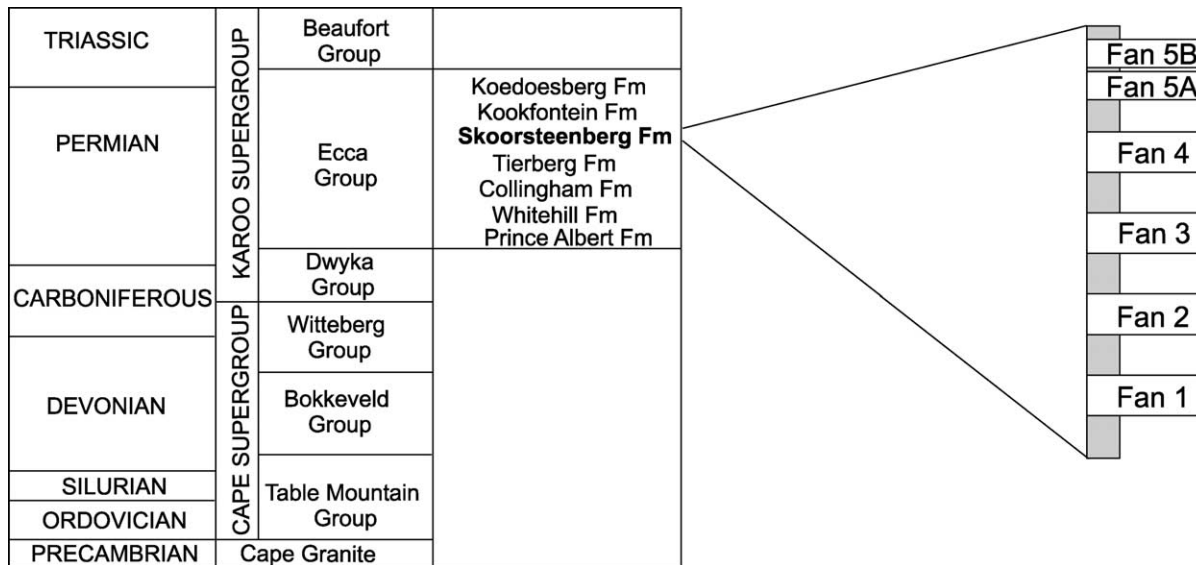 TRIASSIC
PERMIAN
CARBONIFEROUS
DEVONIAN
SILURIAN
ORDOVICIAN
PRECAMBRIAN
KAROO SUPERGROUP
CAPE SUPERGROUP
Beaufort
Group
Ecca
Group
Dwyka
Group
Witteberg
Group
Bokkeveld
Group
Table Mountain
Group
Cape Granite
Koedoesberg Fm
Kookfontein Fm
Skoorsteenberg Fm
Tierberg Fm
Collingham Fm
Whitehill Fm
Prince Albert Fm
Fan 5B
Fan 5A
Fan 4
Fan 3
Fan 2
Fan 1